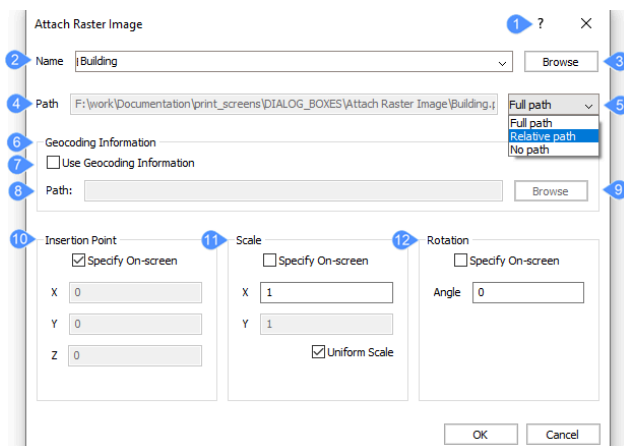 Attach Raster Image 1 ?
2 Name Building Browse 3
4 Path F:\work\Documentation\print_screens\DIALOG_BOXES\Attach Raster Image\Building.p Full path 5
Full path
Relative path
No path
6 Geocoding Information
7 Use Geocoding Information
8 Path: Browse 9
10 Insertion Point 11 Scale 12 Rotation
Specify On-screen Specify On-screen Specify On-screen
X 0 X 1 Angle 0
Y 0 Y 1
Z 0 Uniform Scale
OK Cancel